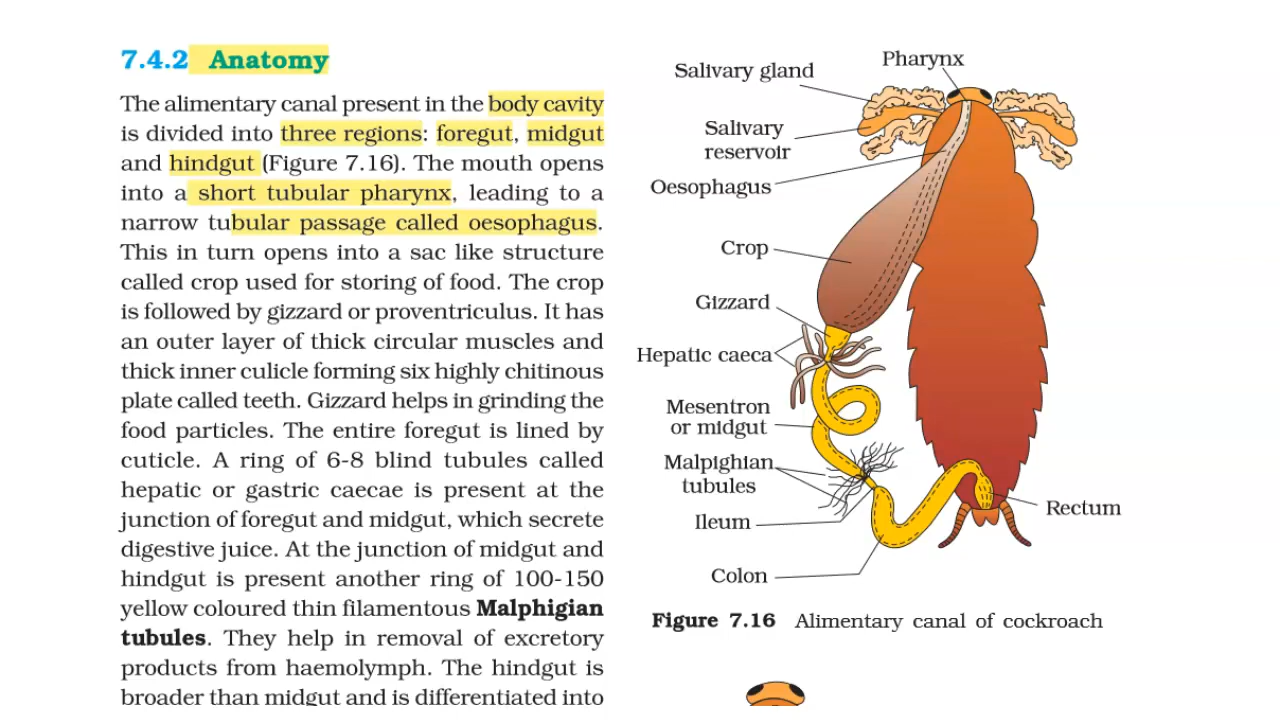 7.4.2 Anatomy
The alimentary canal present in the body cavity
is divided into three regions: foregut, midgut
and hindgut (Figure 7.16). The mouth opens
into a short tubular pharynx, leading to a
narrow tubular passage called oesophagus.
This in turn opens into a sac like structure
called crop used for storing of food. The crop
is followed by gizzard or proventriculus. It has
an outer layer of thick circular muscles and
thick inner culicle forming six highly chitinous
plate called teeth. Gizzard helps in grinding the
food particles. The entire foregut is lined by
cuticle. A ring of 6-8 blind tubules called
hepatic or gastric caecae is present at the
junction of foregut and midgut, which secrete
digestive juice. At the junction of midgut and
hindgut is present another ring of 100-150
yellow coloured thin filamentous Malphigian
tubules. They help in removal of excretory
products from haemolymph. The hindgut is
broader than midgut and is differentiated into
Pharynx
Salivary gland
Salivary
reservoir
Oesophagus
Crop
Gizzard
Hepatic caeca
Mesentron
or midgut
Malpighian
tubules
Ileum
Rectum
Colon
Figure 7.16 Alimentary canal of cockroach